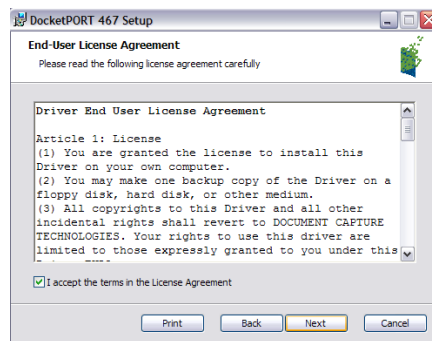 DocketPORT 467 Setup
End-User License Agreement
Please read the following license agreement carefully
Driver End User License Agreement
Article 1: License
(1) You are granted the license to install this
Driver on your own computer.
(2) You may make one backup copy of the Driver on a
floppy disk, hard disk, or other medium.
(3) All copyrights to this Driver and all other
incidental rights shall revert to DOCUMENT CAPTURE
TECHNOLOGIES. Your rights to use this driver are
limited to those expressly granted to you under this
I accept the terms in the License Agreement
Print Back Next Cancel